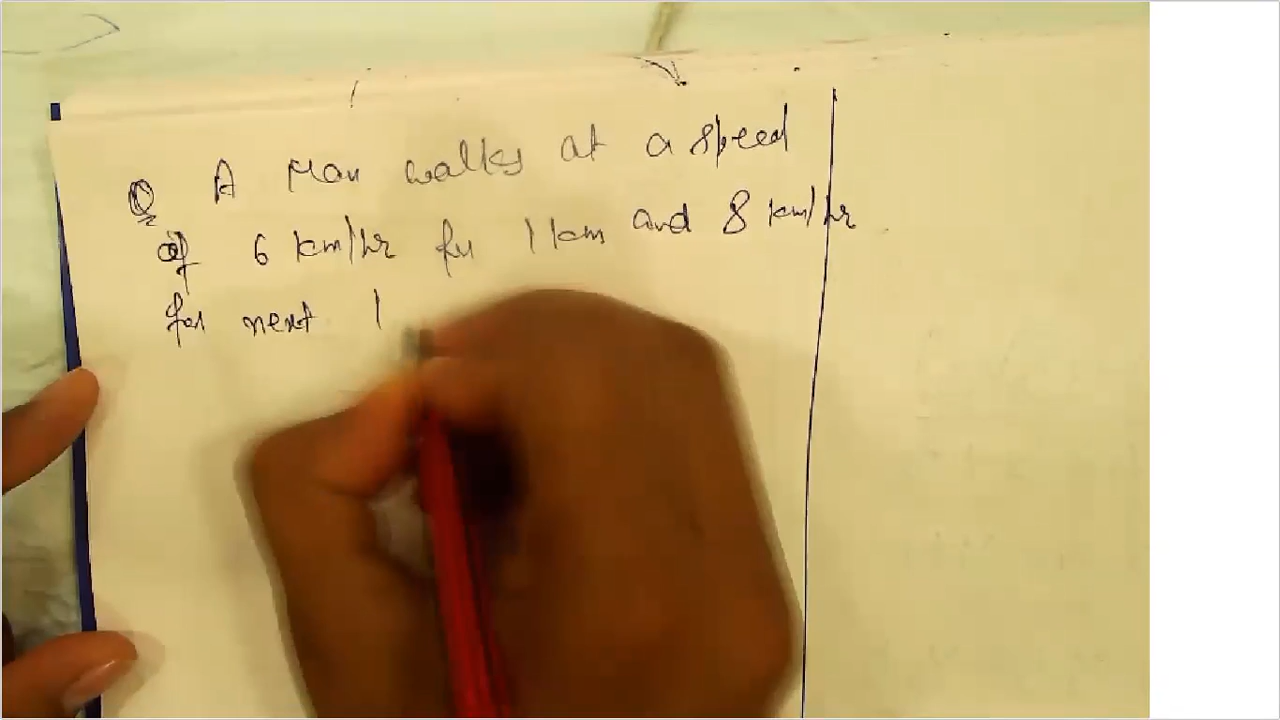 Q A Man walks at a speed
of 6 km/hr for 1 km and 8 km/hr
for next 1